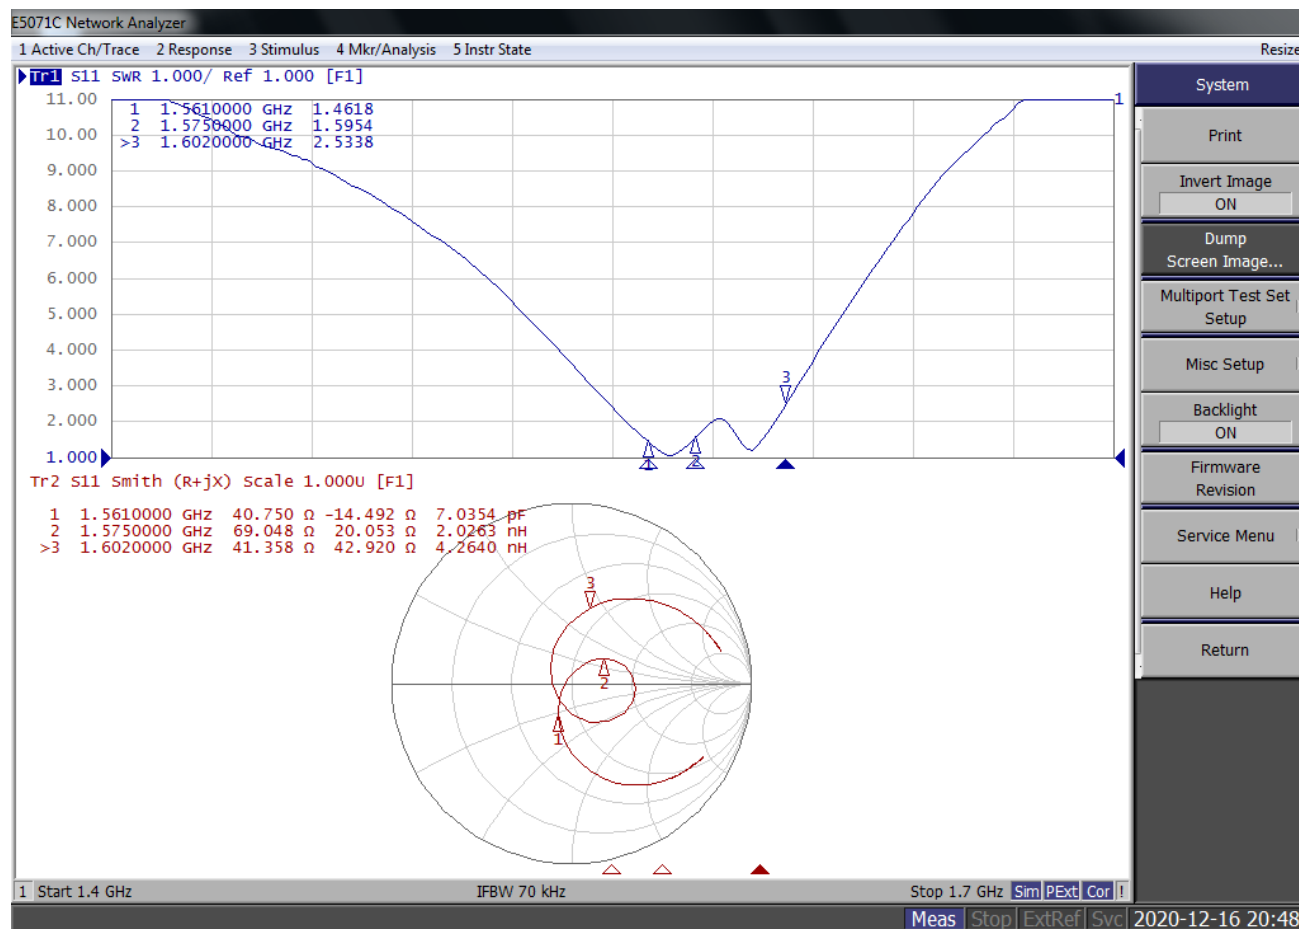 E5071C Network Analyzer
1 Active Ch/Trace 2 Response 3 Stimulus 4 Mkr/Analysis 5 Instr State Resize
Tr1 S11 SWR 1.000/ Ref 1.000 [F1]
11.00
10.00
9.000
8.000
7.000
6.000
5.000
4.000
3.000
2.000
1.000
1 1.5610000 GHz 1.4618
2 1.5750000 GHz 1.5954
>3 1.6020000 GHz 2.5338
1
3
1
2
Tr2 S11 Smith (R+jX) Scale 1.000U [F1]
1 1.5610000 GHz 40.750 Ω -14.492 Ω 7.0354 pF
2 1.5750000 GHz 69.048 Ω 20.053 Ω 2.0263 nH
>3 1.6020000 GHz 41.358 Ω 42.920 Ω 4.2640 nH
3
2
1
1 Start 1.4 GHz IFBW 70 kHz Stop 1.7 GHz Sim PExt Cor !
Meas Stop ExtRef Svc 2020-12-16 20:48
System
Print
Invert Image
ON
Dump
Screen Image...
Multiport Test Set
Setup
Misc Setup
Backlight
ON
Firmware
Revision
Service Menu
Help
Return